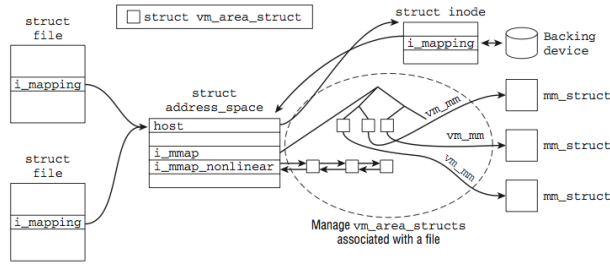 struct
file
i_mapping
struct
file
i_mapping
struct vm_area_struct
struct
address_space
host
i_mmap
i_mmap_nonlinear
struct inode
i_mapping
Backing
device
vm_mm
mm_struct
vm_mm
mm_struct
vm_mm
mm_struct
Manage vm_area_structs
associated with a file